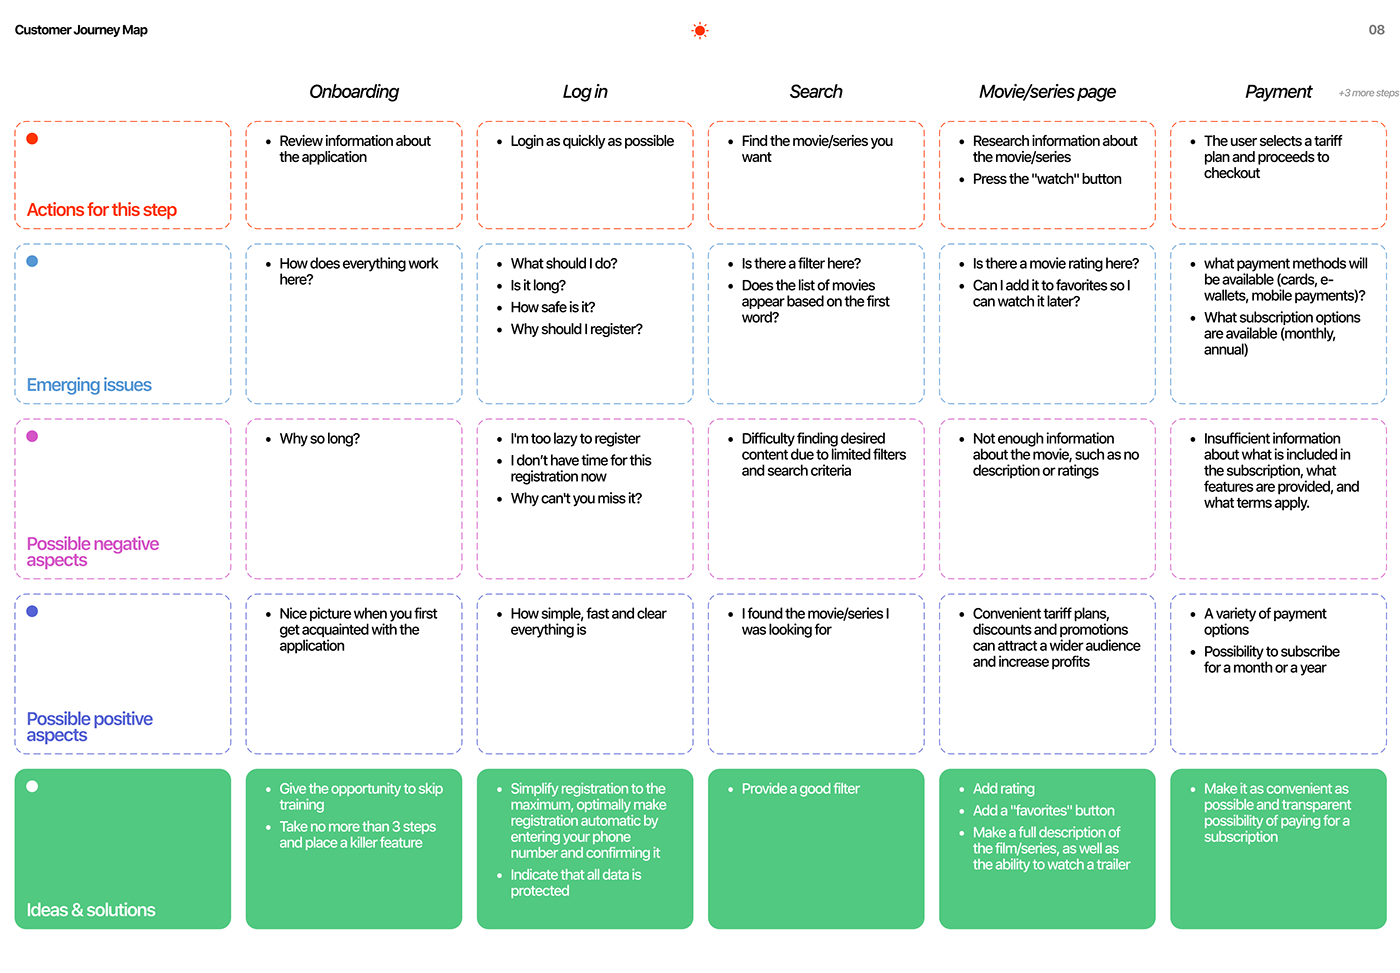 Customer Journey Map
08
Onboarding
Log in
Search
Movie/series page
Payment
+3 more steps
Actions for this step
• Review information about
the application
• Login as quickly as possible
• Find the movie/series you
want
• Research information about
the movie/series
• Press the "watch" button
• The user selects a tariff
plan and proceeds to
checkout
Emerging issues
• How does everything work
here?
• What should I do?
• Is it long?
• How safe is it?
• Why should I register?
• Is there a filter here?
• Does the list of movies
appear based on the first
word?
• Is there a movie rating here?
• Can I add it to favorites so I
can watch it later?
• what payment methods will
be available (cards, e-
wallets, mobile payments)?
• What subscription options
are available (monthly,
annual)
Possible negative
aspects
• Why so long?
• I'm too lazy to register
• I don't have time for this
registration now
• Why can't you miss it?
• Difficulty finding desired
content due to limited filters
and search criteria
• Not enough information
about the movie, such as no
description or ratings
• Insufficient information
about what is included in
the subscription, what
features are provided, and
what terms apply.
Possible positive
aspects
• Nice picture when you first
get acquainted with the
application
• How simple, fast and clear
everything is
• I found the movie/series I
was looking for
• Convenient tariff plans,
discounts and promotions
can attract a wider audience
and increase profits
• A variety of payment
options
• Possibility to subscribe
for a month or a year
Ideas & solutions
• Give the opportunity to skip
training
• Take no more than 3 steps
and place a killer feature
• Simplify registration to the
maximum, optimally make
registration automatic by
entering your phone
number and confirming it
• Indicate that all data is
protected
• Provide a good filter
• Add rating
• Add a "favorites" button
• Make a full description of
the film/series, as well as
the ability to watch a trailer
• Make it as convenient as
possible and transparent
possibility of paying for a
subscription